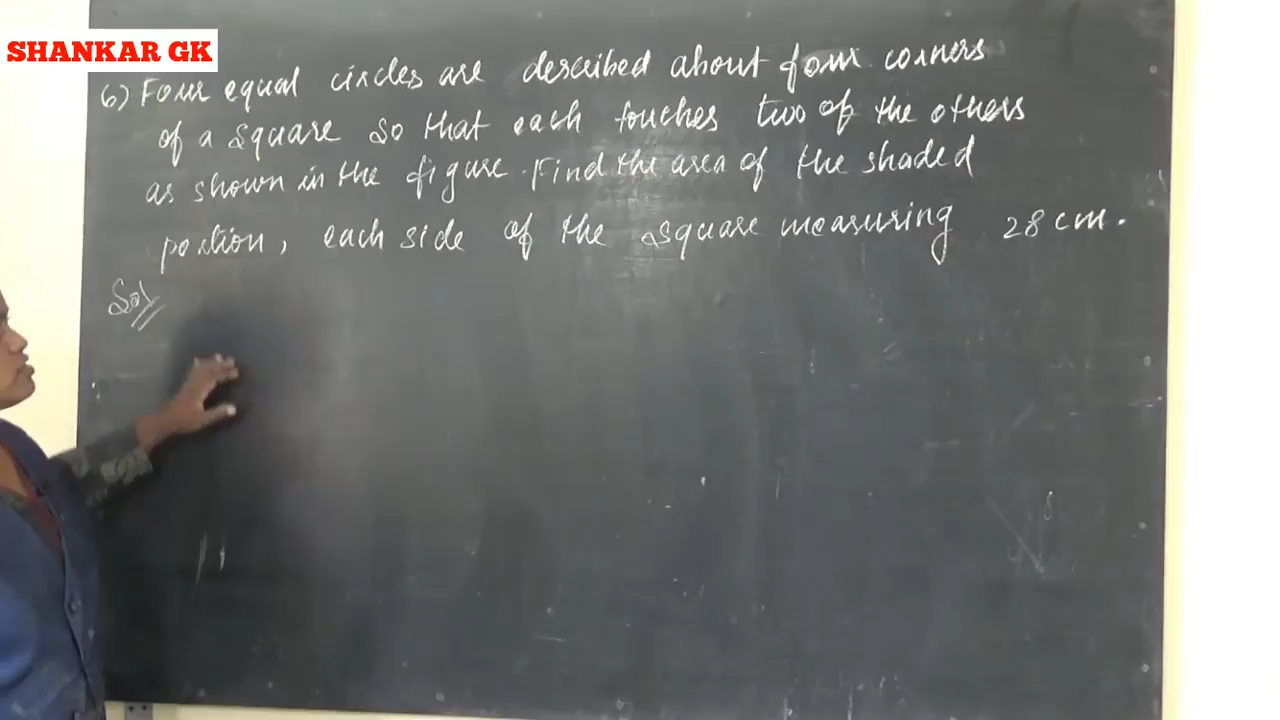 SHANKAR GK
6) Four equal circles are described about four corners
of a square so that each touches two of the others
as shown in the figure. Find the area of the shaded
portion, each side of the square measuring 28 cm.
Sol